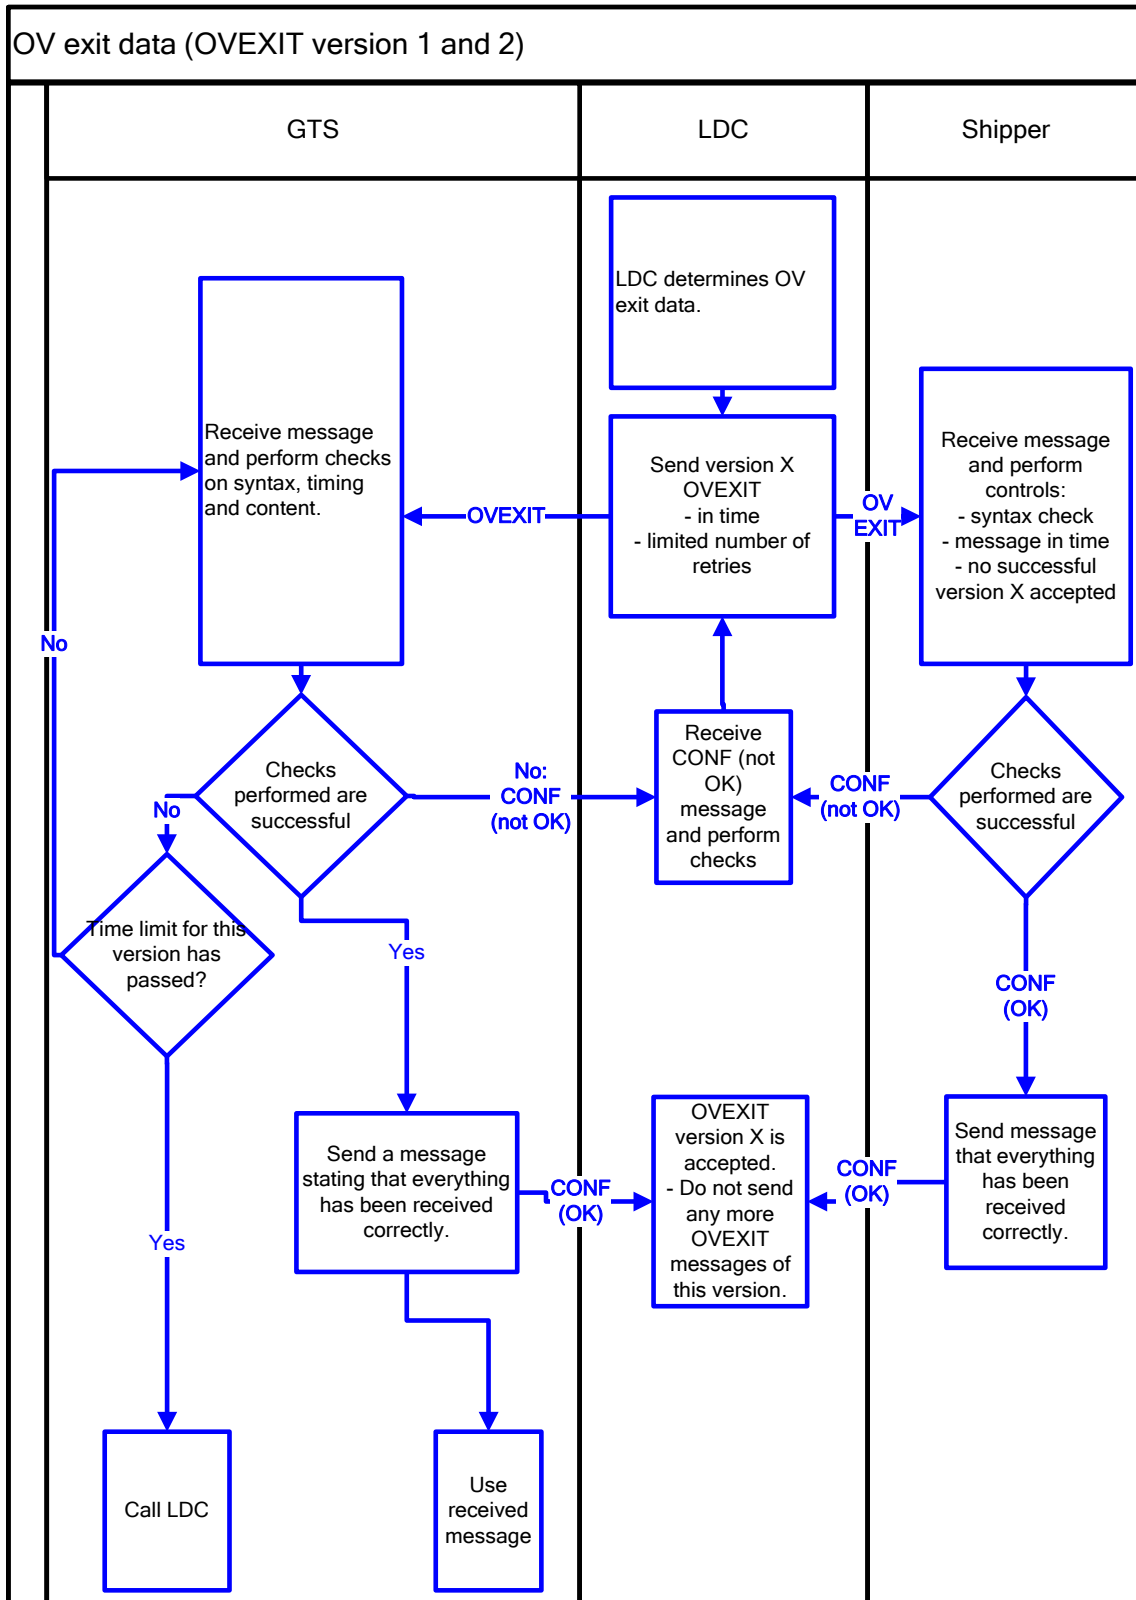 OV exit data (OVEXIT version 1 and 2)
GTS
LDC
Shipper
LDC determines OV
exit data.
Receive message
and perform checks
on syntax, timing
and content.
Send version X
OVEXIT
- in time
- limited number of
retries
Receive message
and perform
controls:
- syntax check
- message in time
- no successful
version X accepted
OVEXIT
OV
EXIT
No
Checks
performed are
successful
No:
CONF
(not OK)
Receive
CONF (not
OK)
message
and perform
checks
CONF
(not OK)
Checks
performed are
successful
No
Time limit for this
version has
passed?
Yes
CONF
(OK)
Send a message
stating that everything
has been received
correctly.
CONF
(OK)
OVEXIT
version X is
accepted.
- Do not send
any more
OVEXIT
messages of
this version.
CONF
(OK)
Send message
that everything
has been
received
correctly.
Yes
Call LDC
Use
received
message